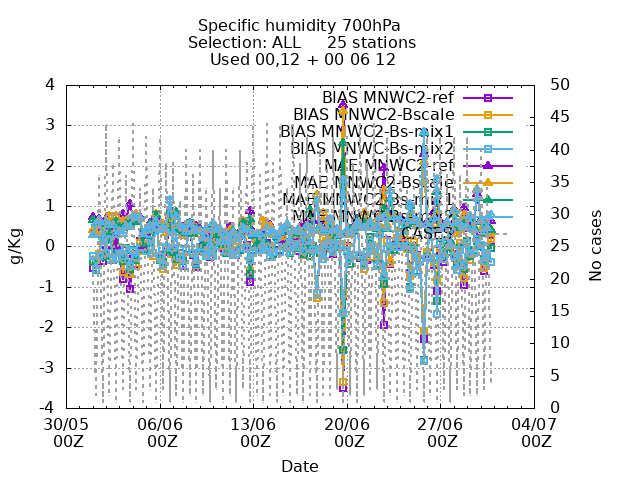 Specific humidity 700hPa
Selection: ALL 25 stations
Used 00,12 + 00 06 12
BIAS MNWC2-ref
BIAS MNWC2-Bscale
BIAS MNWC2-Bs-mix1
BIAS MNWC-Bs-mix2
MAE MNWC2-ref
MAE MNWC2-Bscale
MAE MNWC2-Bs-mix1
MAE MNWC-Bs-mix2
CASES
4
3
2
1
0
-1
-2
-3
-4
g/Kg
50
45
40
35
30
25
20
15
10
5
0
No cases
30/05 06/06 13/06 20/06 27/06 04/07
00Z 00Z 00Z 00Z 00Z 00Z
Date